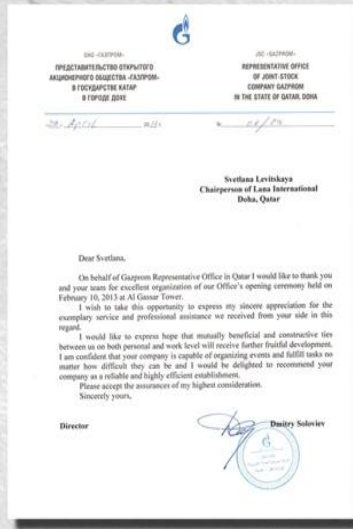 ОАО «ГАЗПРОМ»
ПРЕДСТАВИТЕЛЬСТВО ОТКРЫТОГО
АКЦИОНЕРНОГО ОБЩЕСТВА «ГАЗПРОМ»
В ГОСУДАРСТВЕ КАТАР
В ГОРОДЕ ДОХЕ
JSC «GAZPROM»
REPRESENTATIVE OFFICE
OF JOINT-STOCK
COMPANY GAZPROM
IN THE STATE OF QATAR, DOHA
Svetlana Levitskaya
Chairperson of Lana International
Doha, Qatar
Dear Svetlana,
On behalf of Gazprom Representative Office in Qatar I would like to thank you
and your team for excellent organization of our Office's opening ceremony held on
February 10, 2013 at Al Gassar Tower.
I wish to take this opportunity to express my sincere appreciation for the
exemplary service and professional assistance we received from your side in this
regard.
I would like to express hope that mutually beneficial and constructive ties
between us on both personal and work level will receive further fruitful development.
I am confident that your company is capable of organizing events and fulfill tasks no
matter how difficult they can be and I would be delighted to recommend your
company as a reliable and highly efficient establishment.
Please accept the assurances of my highest consideration.
Sincerely yours,
Director
Dmitry Soloviev